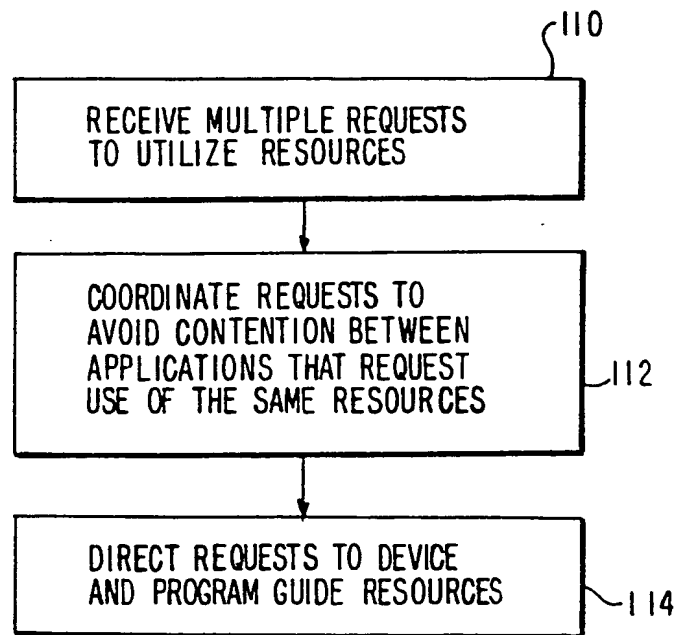 110
RECEIVE MULTIPLE REQUESTS
TO UTILIZE RESOURCES
COORDINATE REQUESTS TO
AVOID CONTENTION BETWEEN
APPLICATIONS THAT REQUEST
USE OF THE SAME RESOURCES
112
DIRECT REQUESTS TO DEVICE
AND PROGRAM GUIDE RESOURCES
114